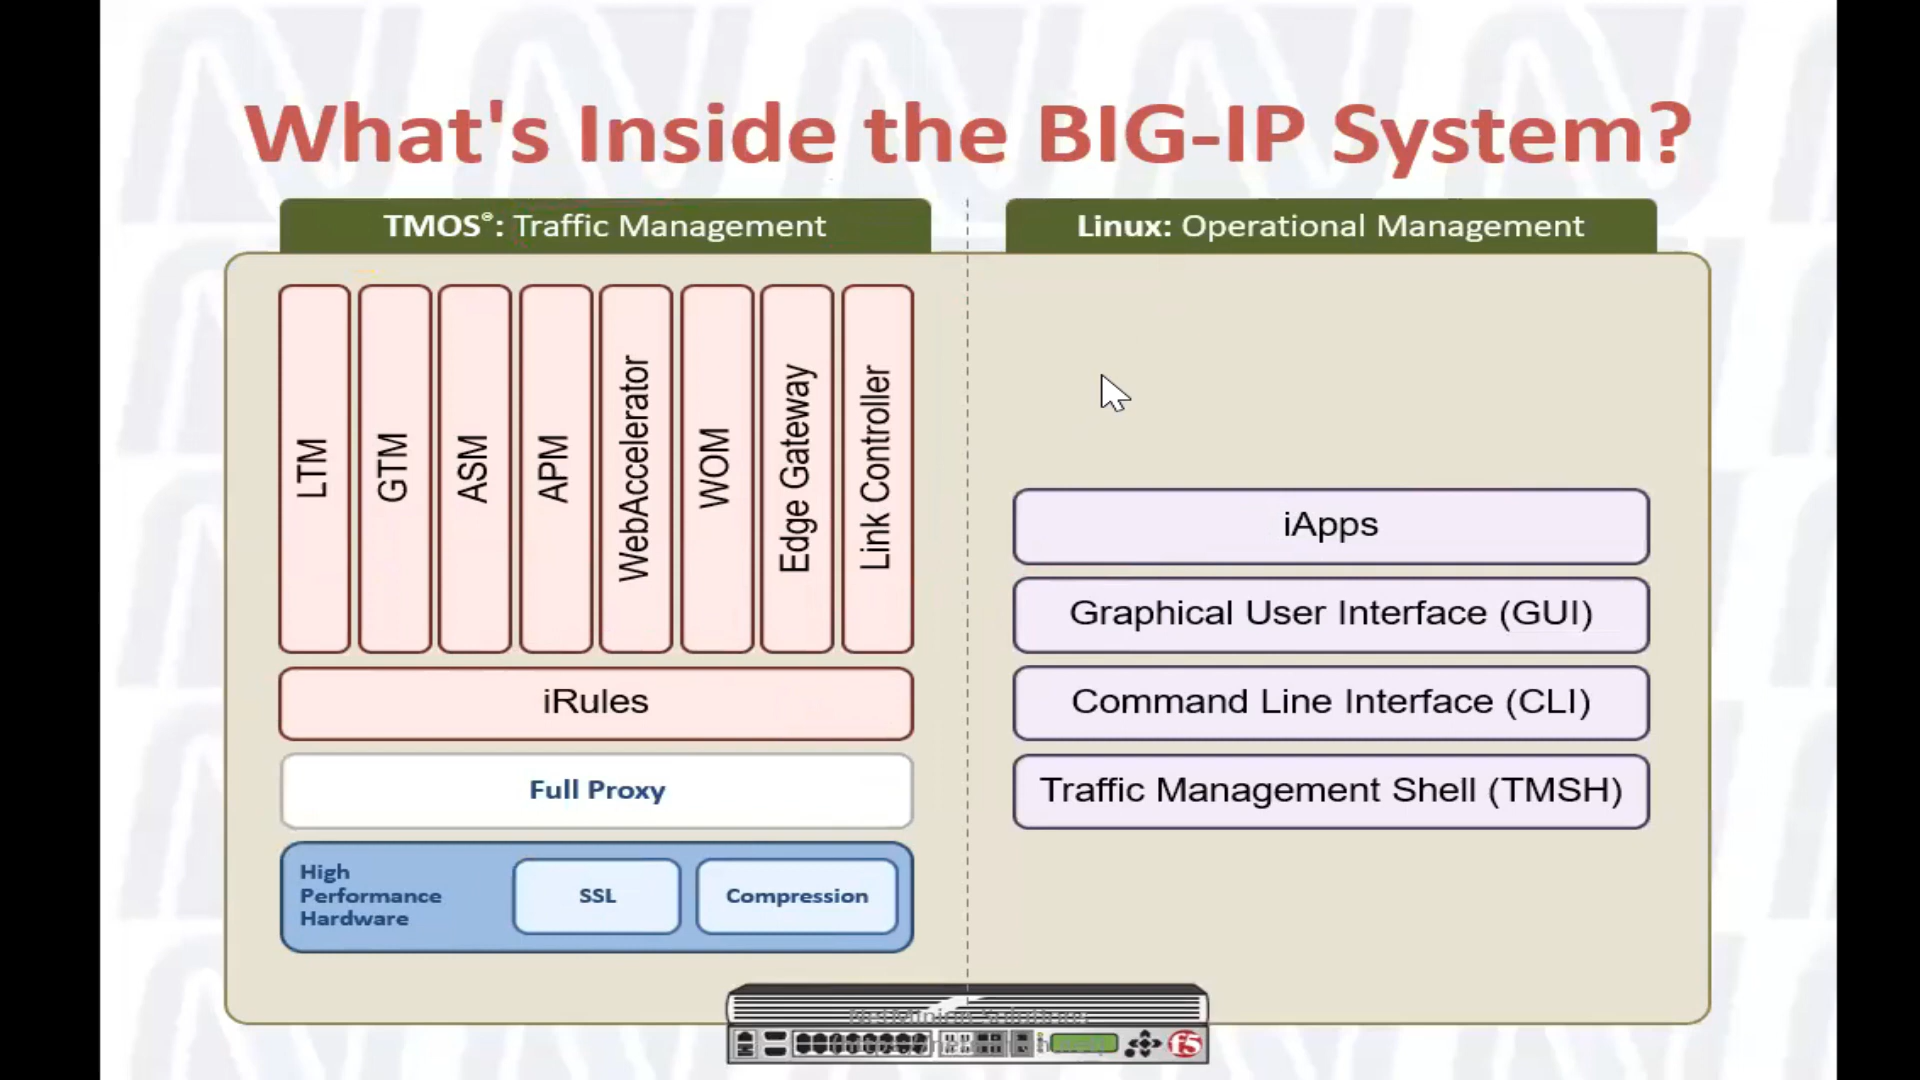 What's Inside the BIG-IP System?
TMOS®: Traffic Management
Linux: Operational Management
LTM
GTM
ASM
APM
WebAccelerator
WOM
Edge Gateway
Link Controller
iRules
Full Proxy
High
Performance
Hardware
SSL
Compression
iApps
Graphical User Interface (GUI)
Command Line Interface (CLI)
Traffic Management Shell (TMSH)
Solutions
f5